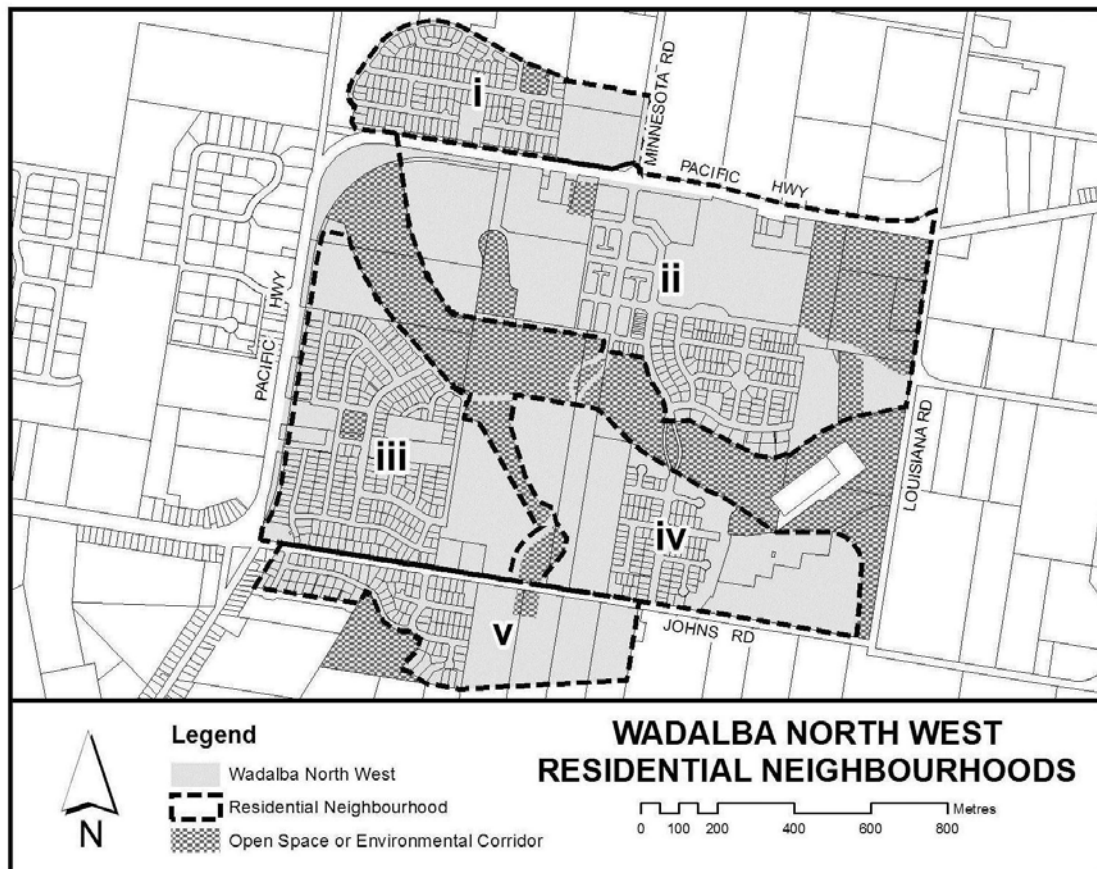 i
MINNESOTA RD
PACIFIC HWY
ii
PACIFIC HWY
iii
LOUISIANA RD
iv
v
JOHNS RD
N
Legend
Wadalba North West
Residential Neighbourhood
Open Space or Environmental Corridor
WADALBA NORTH WEST
RESIDENTIAL NEIGHBOURHOODS
Metres
0 100 200 400 600 800